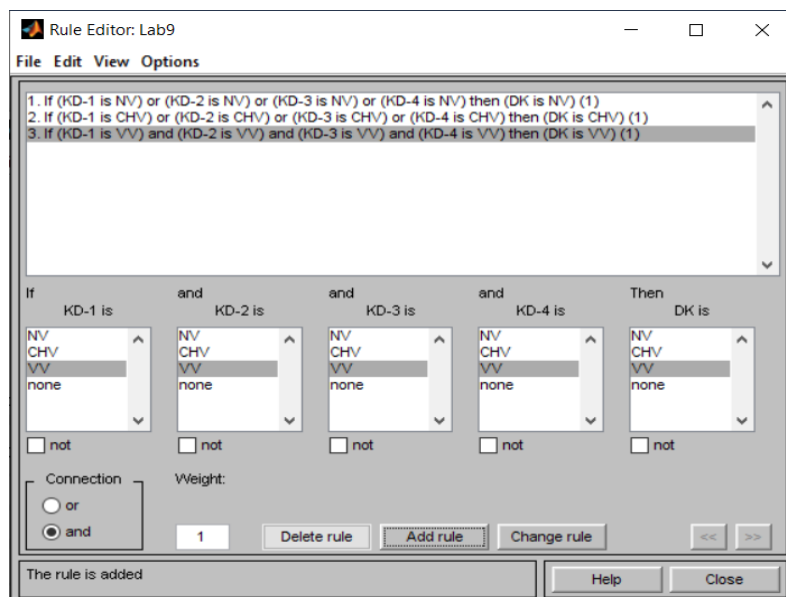 Rule Editor: Lab9
File Edit View Options
1. If (KD-1 is NV) or (KD-2 is NV) or (KD-3 is NV) or (KD-4 is NV) then (DK is NV) (1)
2. If (KD-1 is CHV) or (KD-2 is CHV) or (KD-3 is CHV) or (KD-4 is CHV) then (DK is CHV) (1)
3. If (KD-1 is VV) and (KD-2 is VV) and (KD-3 is VV) and (KD-4 is VV) then (DK is VV) (1)
If and and and Then
KD-1 is KD-2 is KD-3 is KD-4 is DK is
NV NV NV NV NV
CHV CHV CHV CHV CHV
VV VV VV VV VV
none none none none none
not not not not not
Connection Weight:
or
and 1 Delete rule Add rule Change rule << >>
The rule is added Help Close